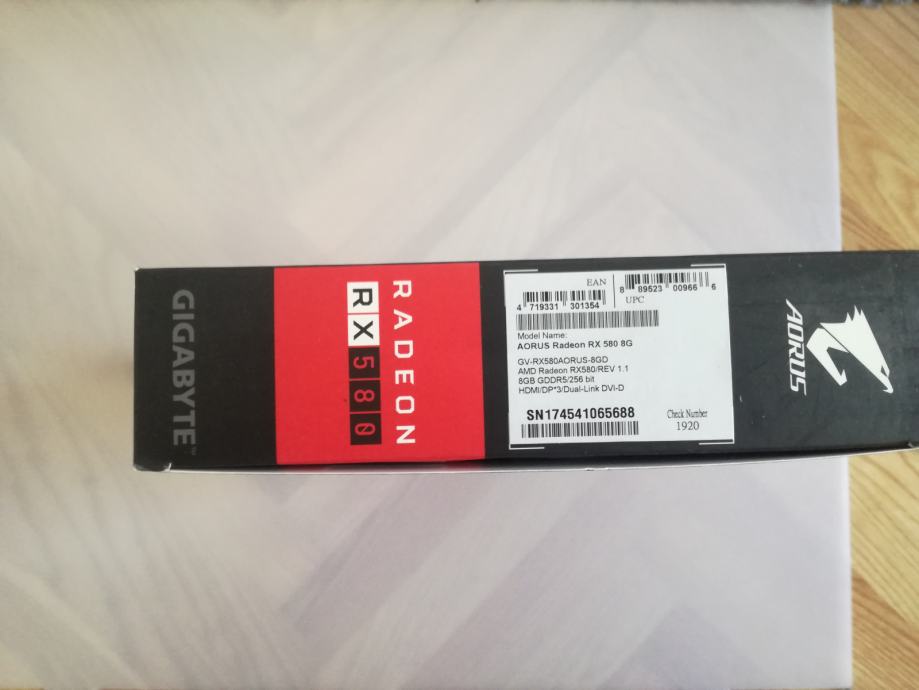 GIGABYTE™
RADEON
RX 580
EAN
4 719331 301354
8 89523 00966 6
UPC
Model Name:
AORUS Radeon RX 580 8G
GV-RX580AORUS-8GD
AMD Radeon RX580/REV 1.1
8GB GDDR5/256 bit
HDMI/DP*3/Dual-Link DVI-D
SN174541065688
Check Number
1920
AORUS